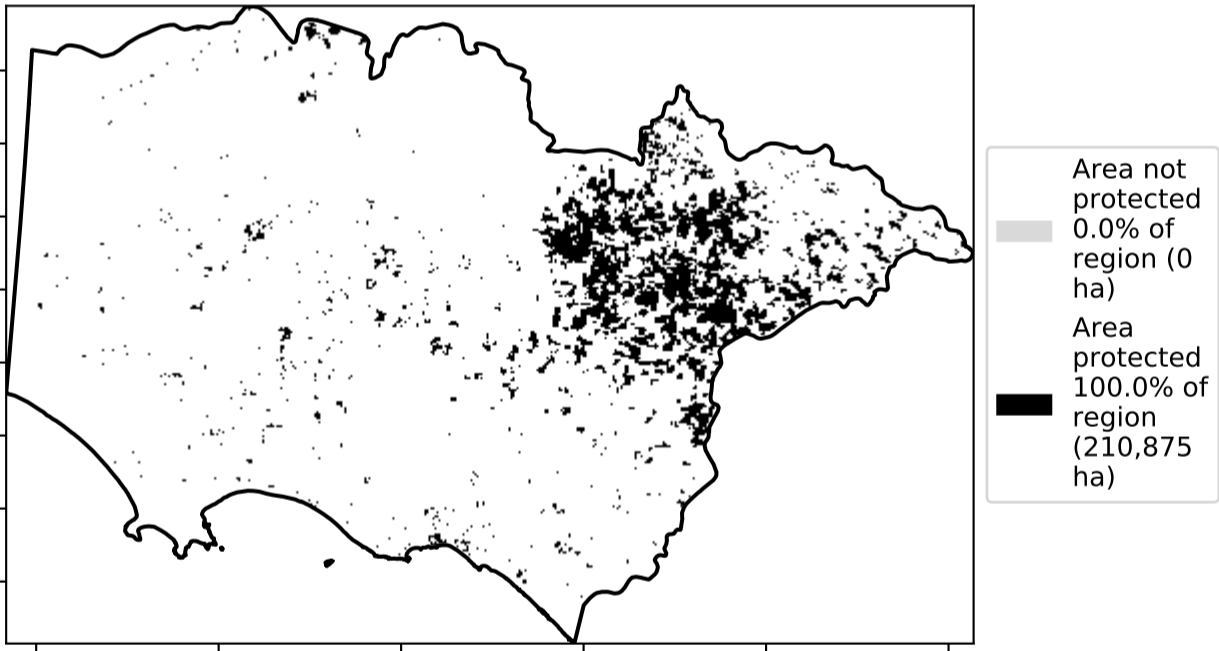 Area not
protected
0.0% of
region (0
ha)
Area
protected
100.0% of
region
(210,875
ha)